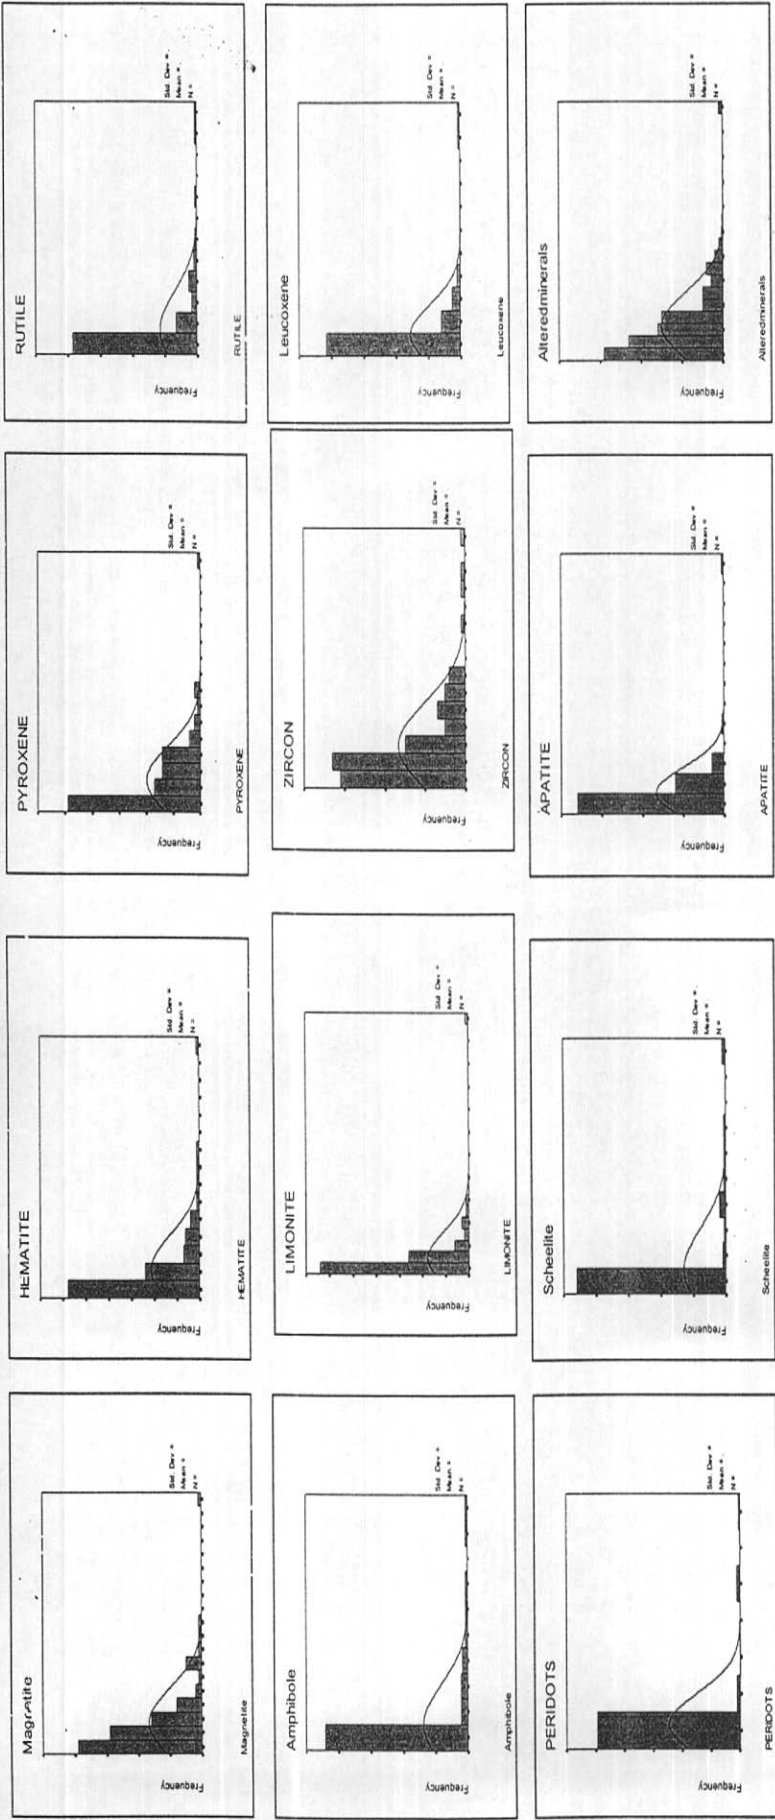 Magnetite
Frequency
Std. Dev =
Mean =
N =
Magnetite
HEMATITE
Frequency
Std. Dev =
Mean =
N =
HEMATITE
PYROXENE
Frequency
Std. Dev =
Mean =
N =
PYROXENE
RUTILE
Frequency
Std. Dev =
Mean =
N =
RUTILE
Amphibole
Frequency
Std. Dev =
Mean =
N =
Amphibole
LIMONITE
Frequency
Std. Dev =
Mean =
N =
LIMONITE
ZIRCON
Frequency
Std. Dev =
Mean =
N =
ZIRCON
Leucoxene
Frequency
Std. Dev =
Mean =
N =
Leucoxene
PERIDOTS
Frequency
Std. Dev =
Mean =
N =
PERIDOTS
Scheelite
Frequency
Std. Dev =
Mean =
N =
Scheelite
APATITE
Frequency
Std. Dev =
Mean =
N =
APATITE
Alteredminerals
Frequency
Std. Dev =
Mean =
N =
Alteredminerals